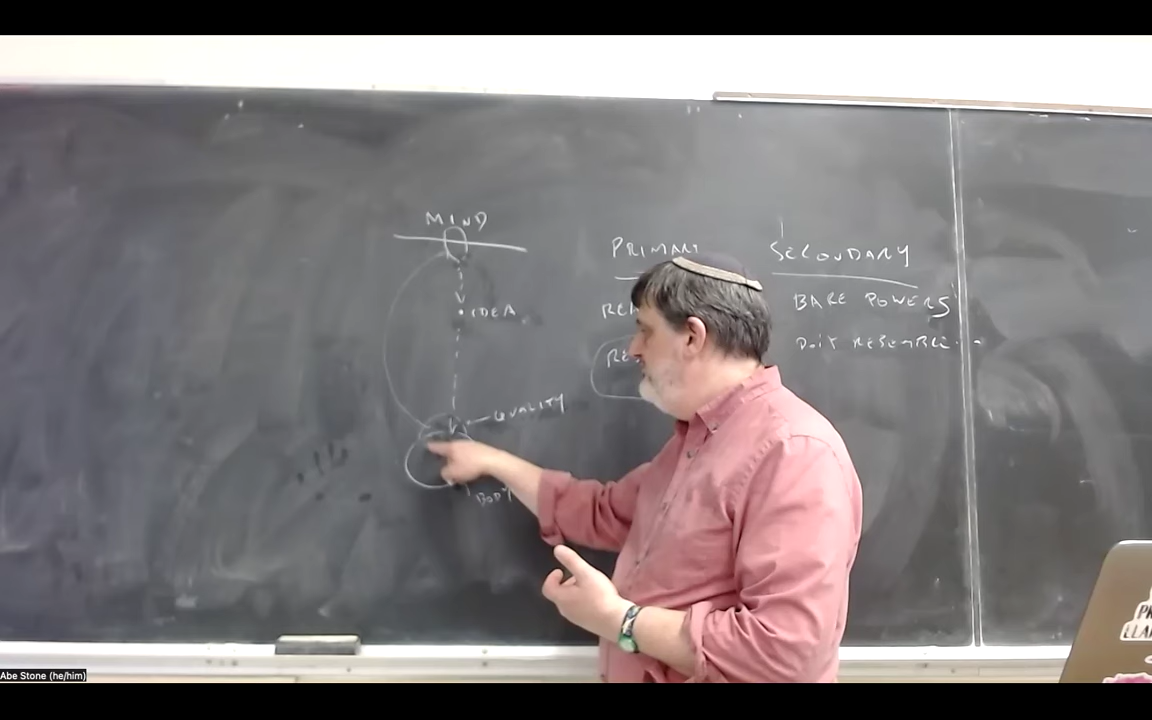 MIND
IDEA
QUALITY
BODY
PRIMARY
SECONDARY
BARE POWERS
DON'T RESEMBLE
Abe Stone (he/him)